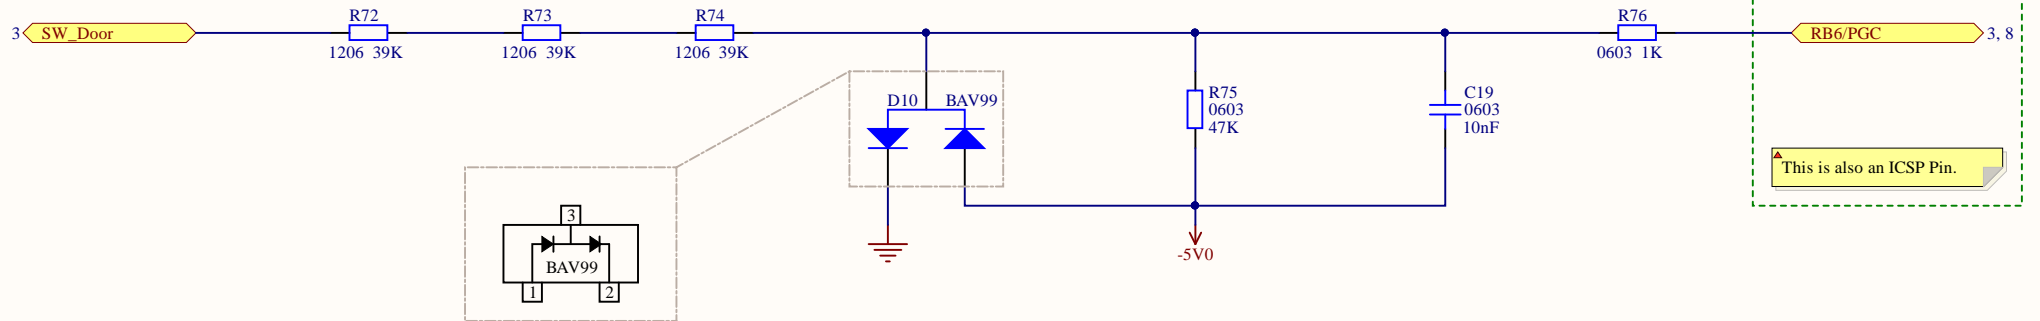 3 SW_Door
R72
1206 39K
R73
1206 39K
R74
1206 39K
R76
0603 1K
RB6/PGC 3, 8
D10 BAV99
R75
0603
47K
C19
0603
10nF
This is also an ICSP Pin.
3
BAV99
1 2
-5V0